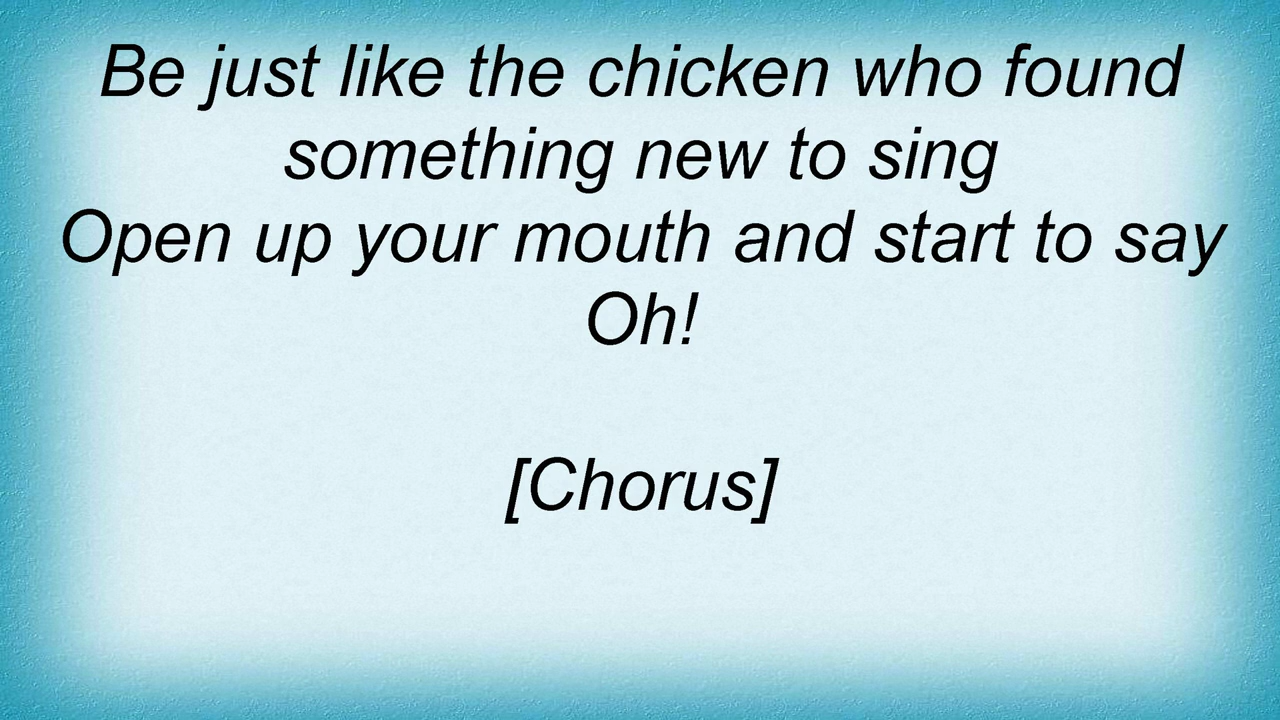 Be just like the chicken who found
something new to sing
Open up your mouth and start to say
Oh!
[Chorus]